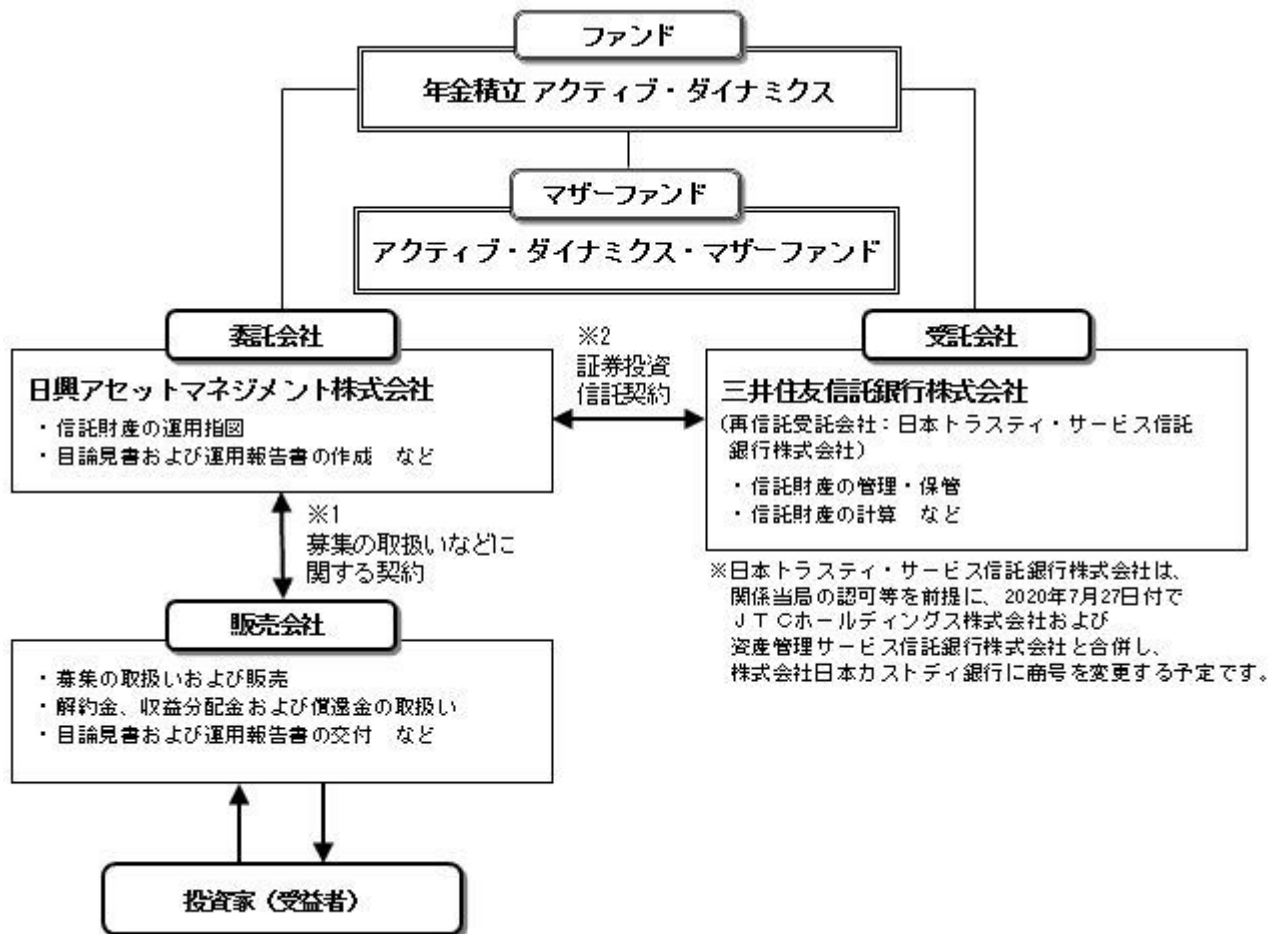 ファンド
年金積立 アクティブ・ダイナミクス
マザーファンド
アクティブ・ダイナミクス・マザーファンド
委託会社
日興アセットマネジメント株式会社
・信託財産の運用指図
・目論見書および運用報告書の作成　など
※2
証券投資
信託契約
受託会社
三井住友信託銀行株式会社
（再信託受託会社：日本トラスティ・サービス信託
銀行株式会社）
・信託財産の管理・保管
・信託財産の計算　など
※日本トラスティ・サービス信託銀行株式会社は、
関係当局の認可等を前提に、2020年7月27日付で
ＪＴＣホールディングス株式会社および
資産管理サービス信託銀行株式会社と合併し、
株式会社日本カストディ銀行に商号を変更する予定です。
※1
募集の取扱いなどに
関する契約
販売会社
・募集の取扱いおよび販売
・解約金、収益分配金および償還金の取扱い
・目論見書および運用報告書の交付　など
投資家（受益者）